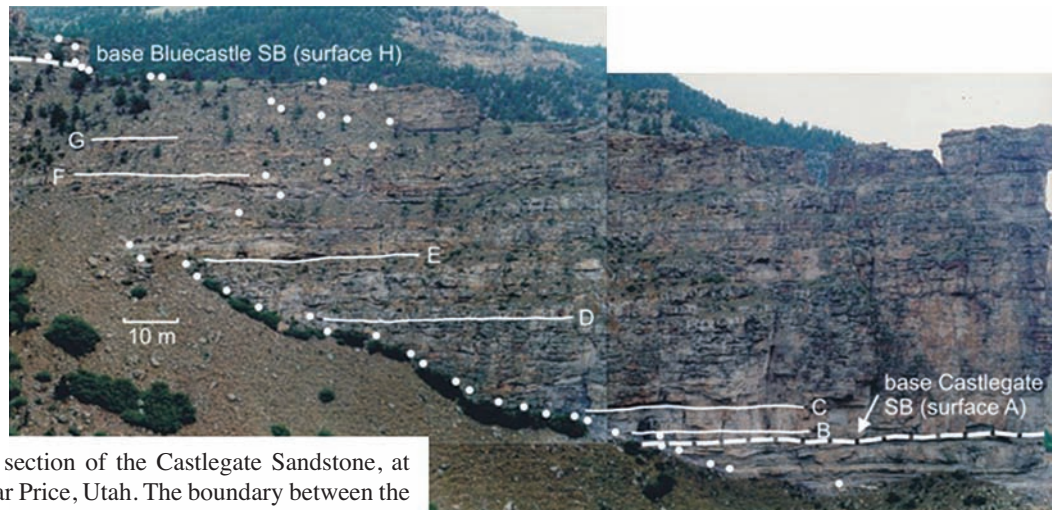 base Bluecastle SB (surface H)
G
F
E
10 m
D
base Castlegate
SB (surface A)
C
B
section of the Castlegate Sandstone, at
ar Price, Utah. The boundary between the